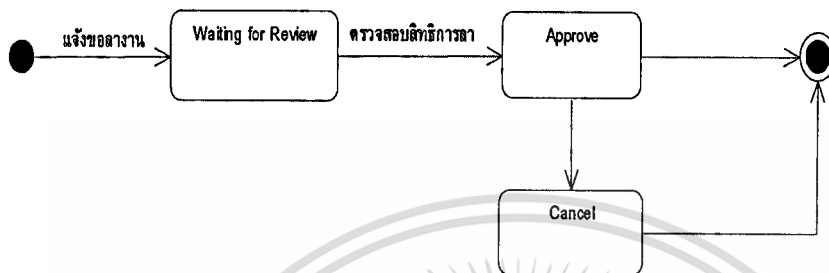 แจ้งขอลางาน
Waiting for Review
ตรวจสอบสิทธิการลา
Approve
Cancel